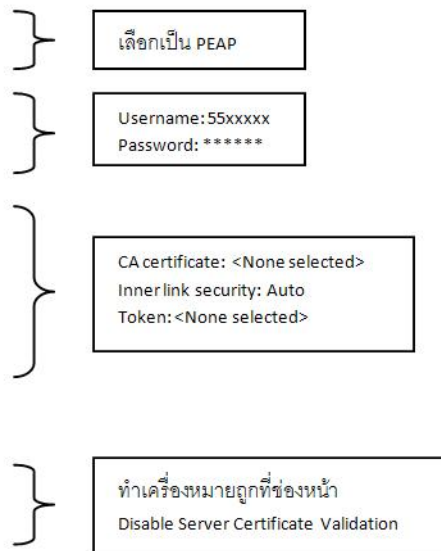 เลือกเป็น PEAP
Username:55xxxxx
Password: ******
CA certificate: <None selected>
Inner link security: Auto
Token:<None selected>
ทำเครื่องหมายถูกที่ช่องหน้า
Disable Server Certificate Validation